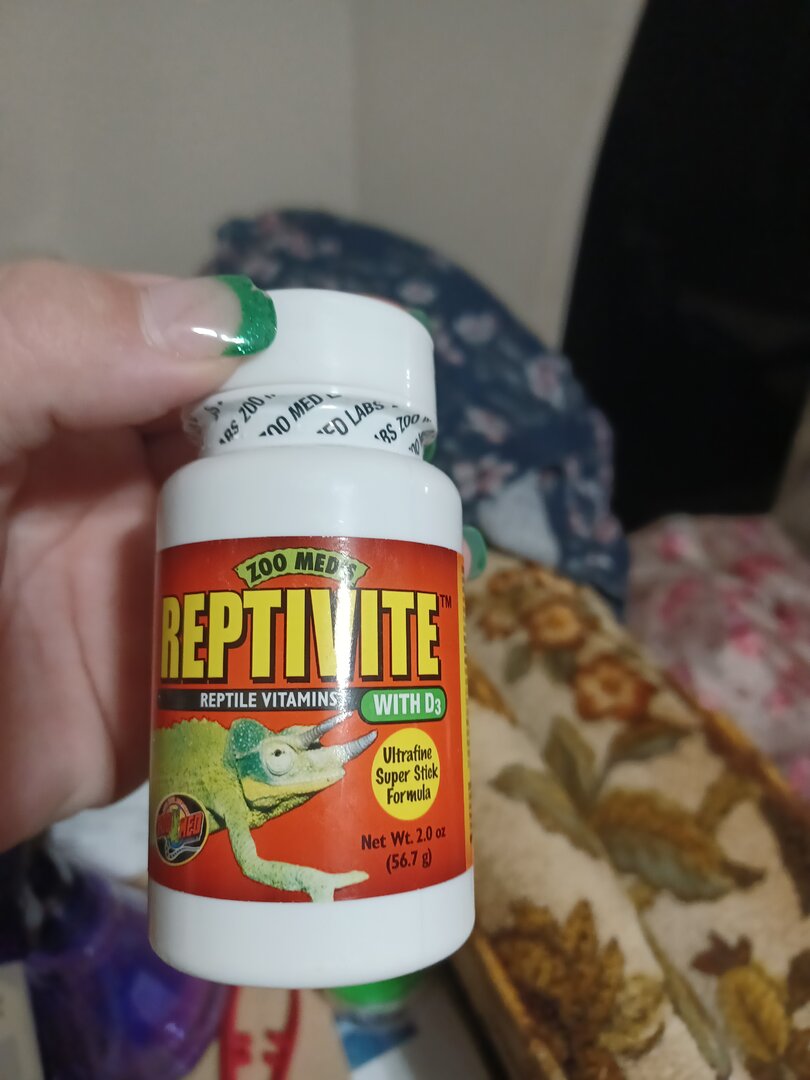 ZOO MED LABS ZOO
ZOO MED'S
REPTIVITE™
REPTILE VITAMINS WITH D3
Ultrafine
Super Stick
Formula
Net Wt. 2.0 oz
(56.7 g)